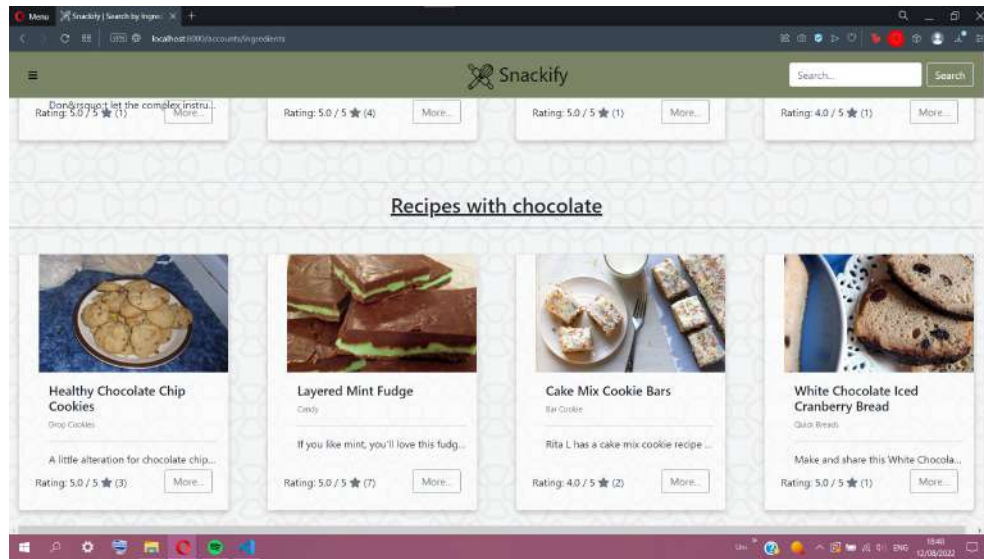 Menu
Snackify | Search by Ingre
localhost:8000/accounts/ingredients
Snackify
Search...
Search
Don&rsquo;t let the complex instru...
Rating: 5.0 / 5 ★ (1)
More...
Rating: 5.0 / 5 ★ (4)
More...
Rating: 5.0 / 5 ★ (1)
More...
Rating: 4.0 / 5 ★ (1)
More...
Recipes with chocolate
Healthy Chocolate Chip
Cookies
Drop Cookies
A little alteration for chocolate chip...
Rating: 5.0 / 5 ★ (3)
More...
Layered Mint Fudge
Candy
If you like mint, you'll love this fudg...
Rating: 5.0 / 5 ★ (7)
More...
Cake Mix Cookie Bars
Bar Cookie
Rita L has a cake mix cookie recipe ...
Rating: 4.0 / 5 ★ (2)
More...
White Chocolate Iced
Cranberry Bread
Quick Breads
Make and share this White Chocola...
Rating: 5.0 / 5 ★ (1)
More...
ENG
18:40
12/08/2022